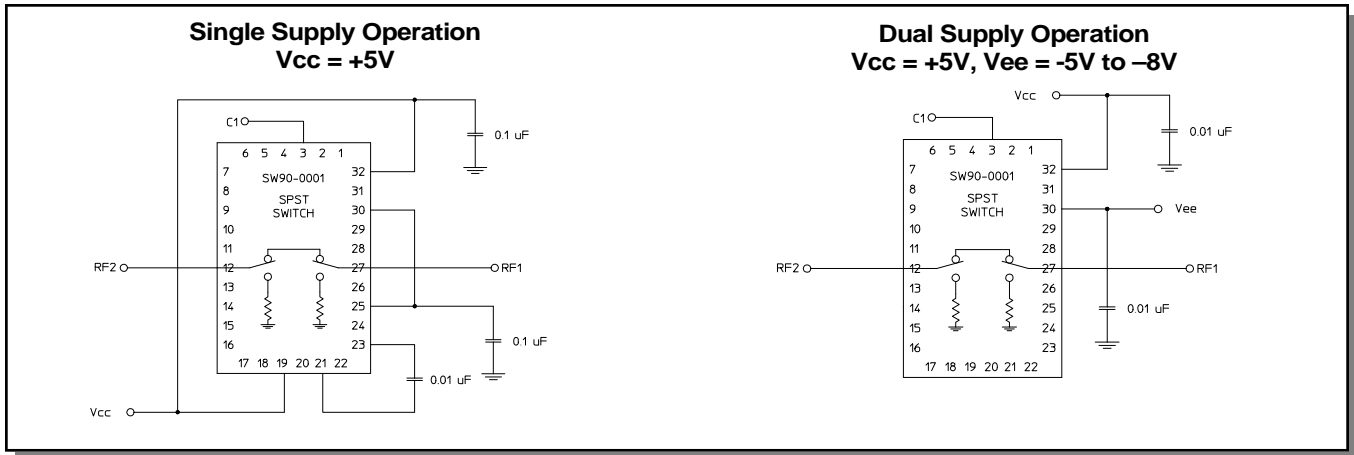 Single Supply Operation
Vcc = +5V
C1
0.1 uF
6 5 4 3 2 1
7
8
9
10
11
12
13
14
15
16
SW90-0001
SPST
SWITCH
32
31
30
29
28
27
26
25
24
23
17 18 19 20 21 22
RF2
RF1
0.1 uF
0.01 uF
Vcc
Dual Supply Operation
Vcc = +5V, Vee = -5V to –8V
Vcc
C1
0.01 uF
6 5 4 3 2 1
7
8
9
10
11
12
13
14
15
16
SW90-0001
SPST
SWITCH
32
31
30
29
28
27
26
25
24
23
17 18 19 20 21 22
Vee
RF2
RF1
0.01 uF